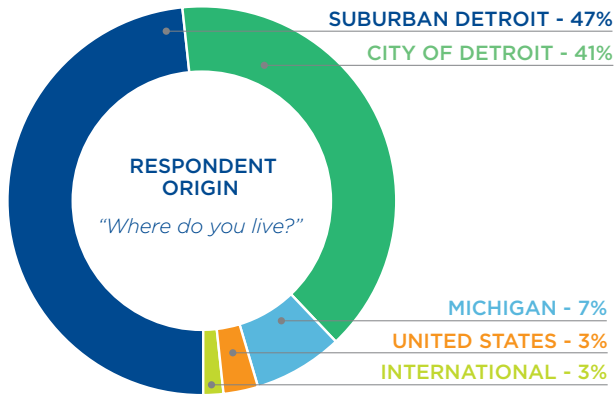 SUBURBAN DETROIT - 47%
CITY OF DETROIT - 41%
RESPONDENT
ORIGIN
“Where do you live?”
MICHIGAN - 7%
UNITED STATES - 3%
INTERNATIONAL - 3%